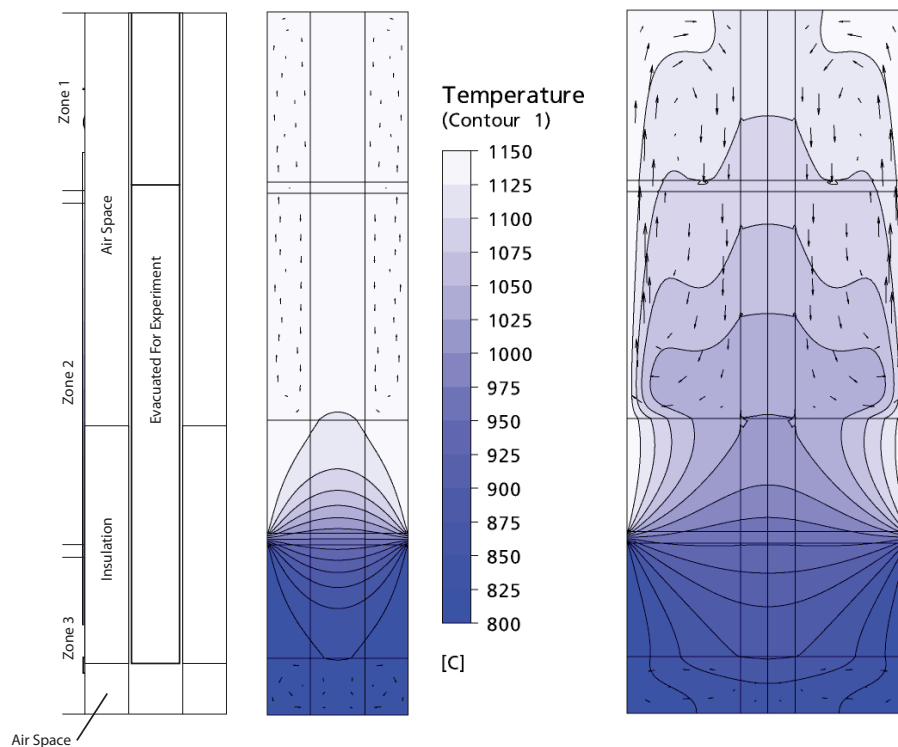 Zone 1
Air Space
Evacuated For Experiment
Zone 2
Insulation
Zone 3
Air Space
Temperature
(Contour 1)
1150
1125
1100
1075
1050
1025
1000
975
950
925
900
875
850
825
800
[C]